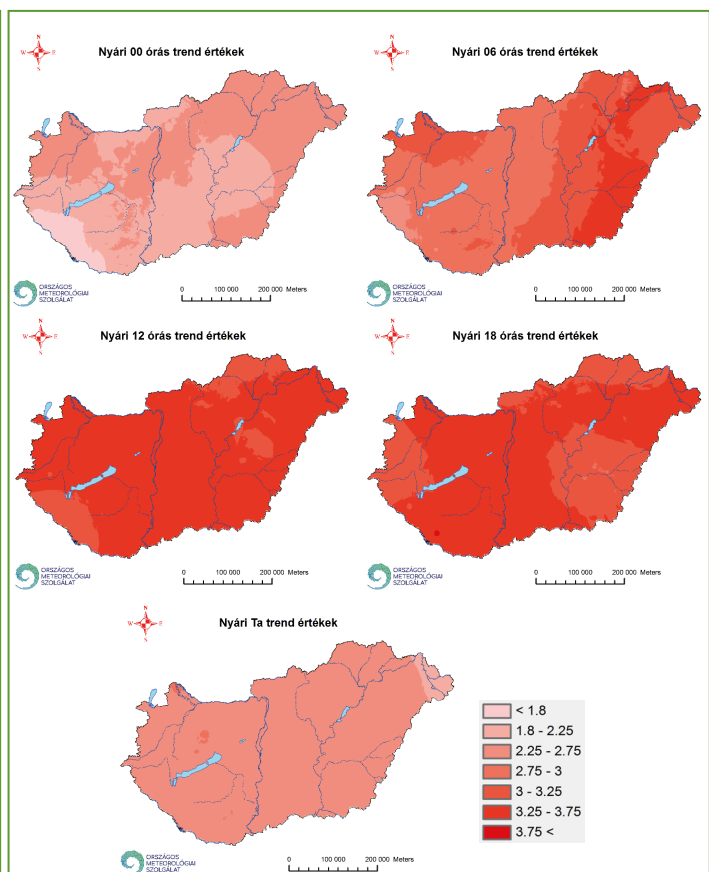 Nyári 00 órás trend értékek
N
W E
S
ORSZÁGOS
METEOROLÓGIAI
SZOLGÁLAT
0 100 000 200 000 Meters
Nyári 06 órás trend értékek
N
W E
S
ORSZÁGOS
METEOROLÓGIAI
SZOLGÁLAT
0 100 000 200 000 Meters
Nyári 12 órás trend értékek
N
W E
S
ORSZÁGOS
METEOROLÓGIAI
SZOLGÁLAT
0 100 000 200 000 Meters
Nyári 18 órás trend értékek
N
W E
S
ORSZÁGOS
METEOROLÓGIAI
SZOLGÁLAT
0 100 000 200 000 Meters
Nyári Ta trend értékek
N
W E
S
ORSZÁGOS
METEOROLÓGIAI
SZOLGÁLAT
0 100 000 200 000 Meters
< 1.8
1.8 - 2.25
2.25 - 2.75
2.75 - 3
3 - 3.25
3.25 - 3.75
3.75 <